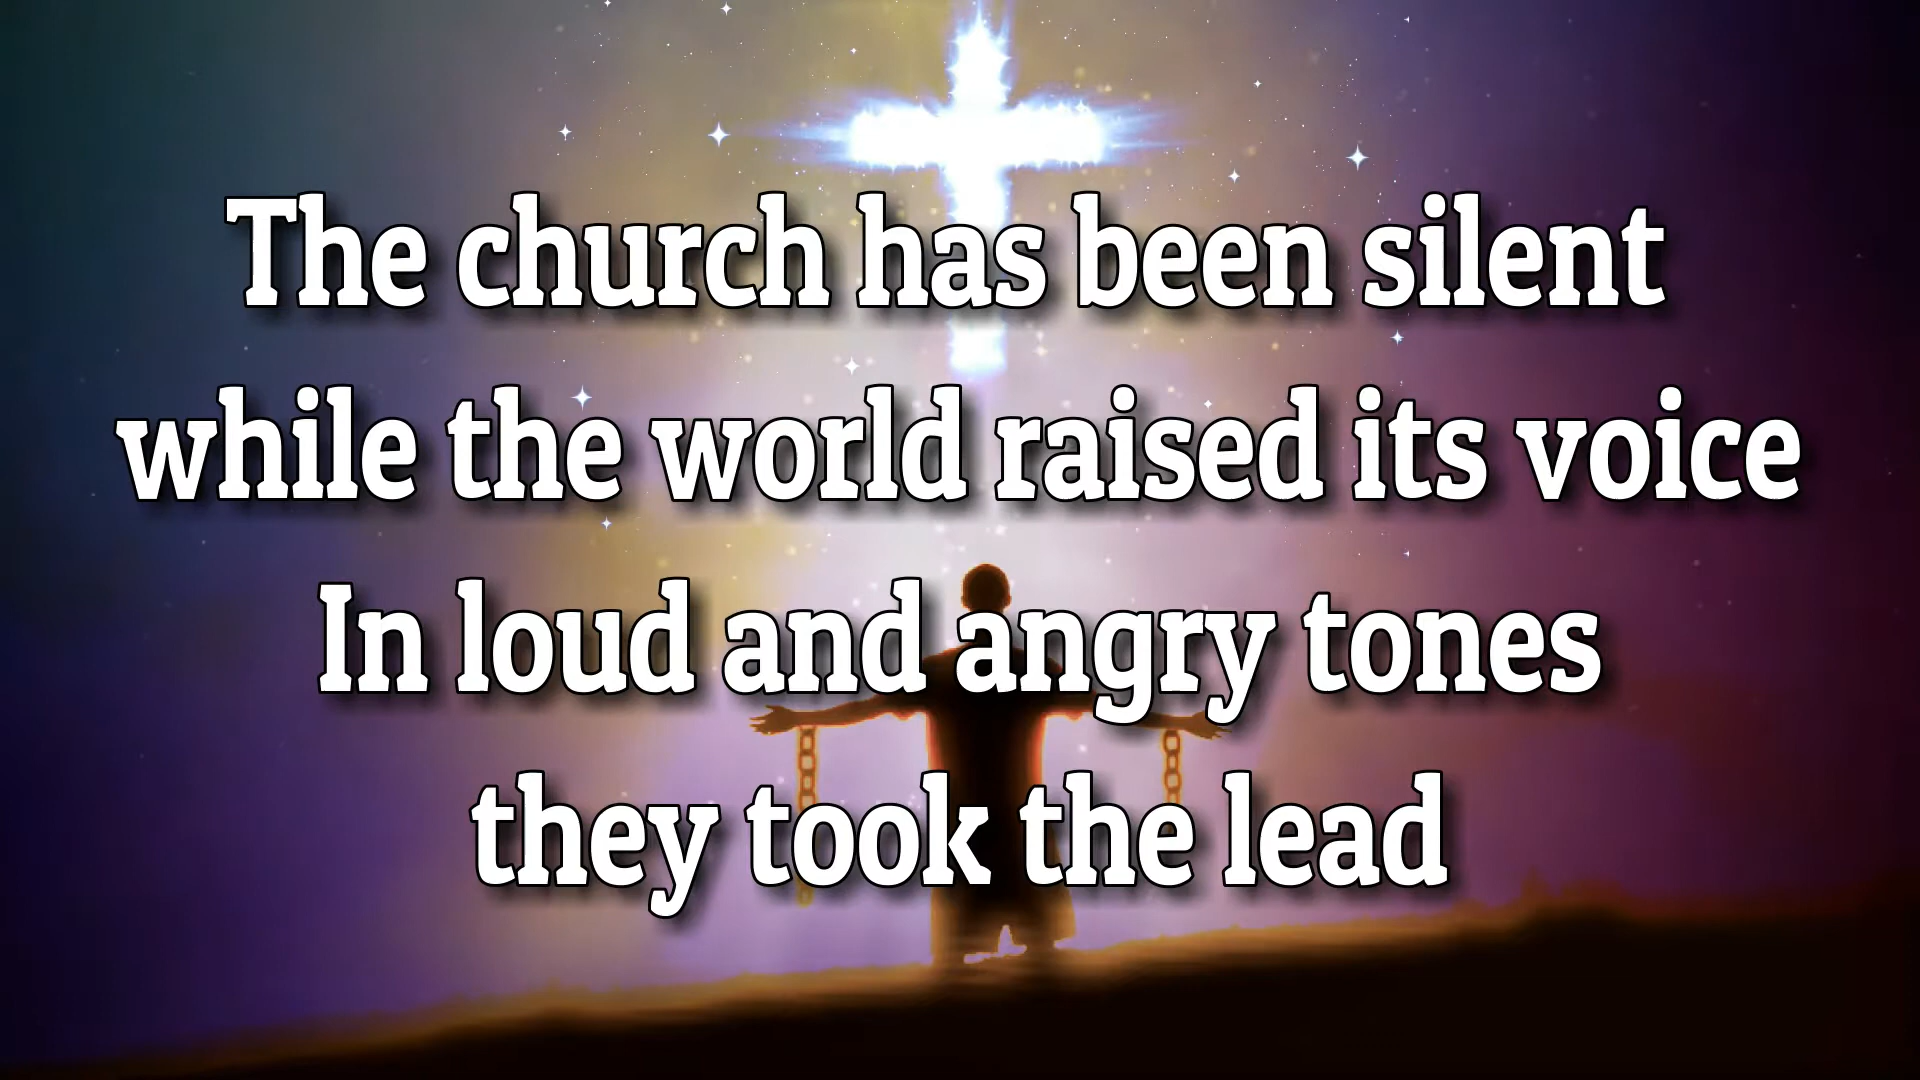 The church has been silent
while the world raised its voice
In loud and angry tones
they took the lead